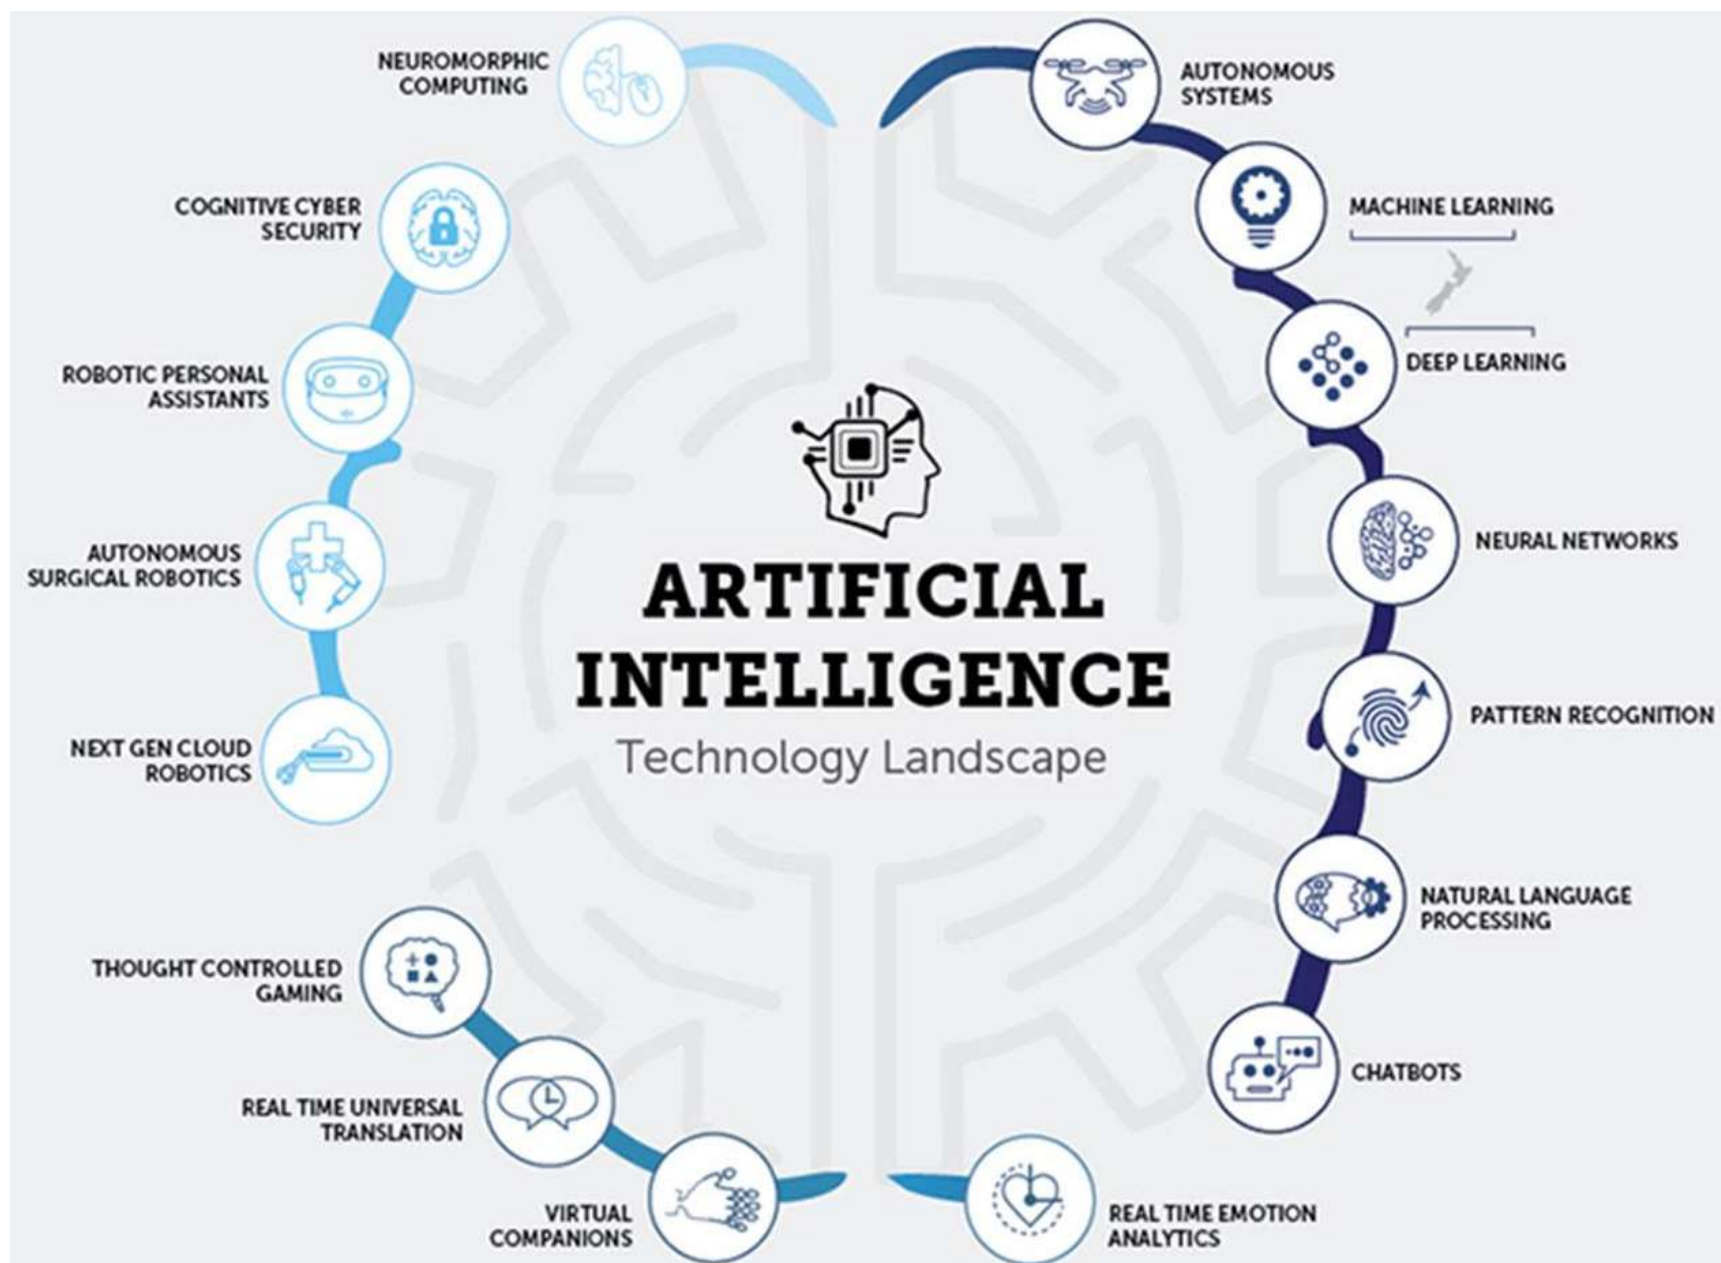 NEUROMORPHIC
COMPUTING
AUTONOMOUS
SYSTEMS
COGNITIVE CYBER
SECURITY
MACHINE LEARNING
ROBOTIC PERSONAL
ASSISTANTS
DEEP LEARNING
AUTONOMOUS
SURGICAL ROBOTICS
NEURAL NETWORKS
ARTIFICIAL
INTELLIGENCE
Technology Landscape
NEXT GEN CLOUD
ROBOTICS
PATTERN RECOGNITION
NATURAL LANGUAGE
PROCESSING
THOUGHT CONTROLLED
GAMING
CHATBOTS
REAL TIME UNIVERSAL
TRANSLATION
VIRTUAL
COMPANIONS
REAL TIME EMOTION
ANALYTICS